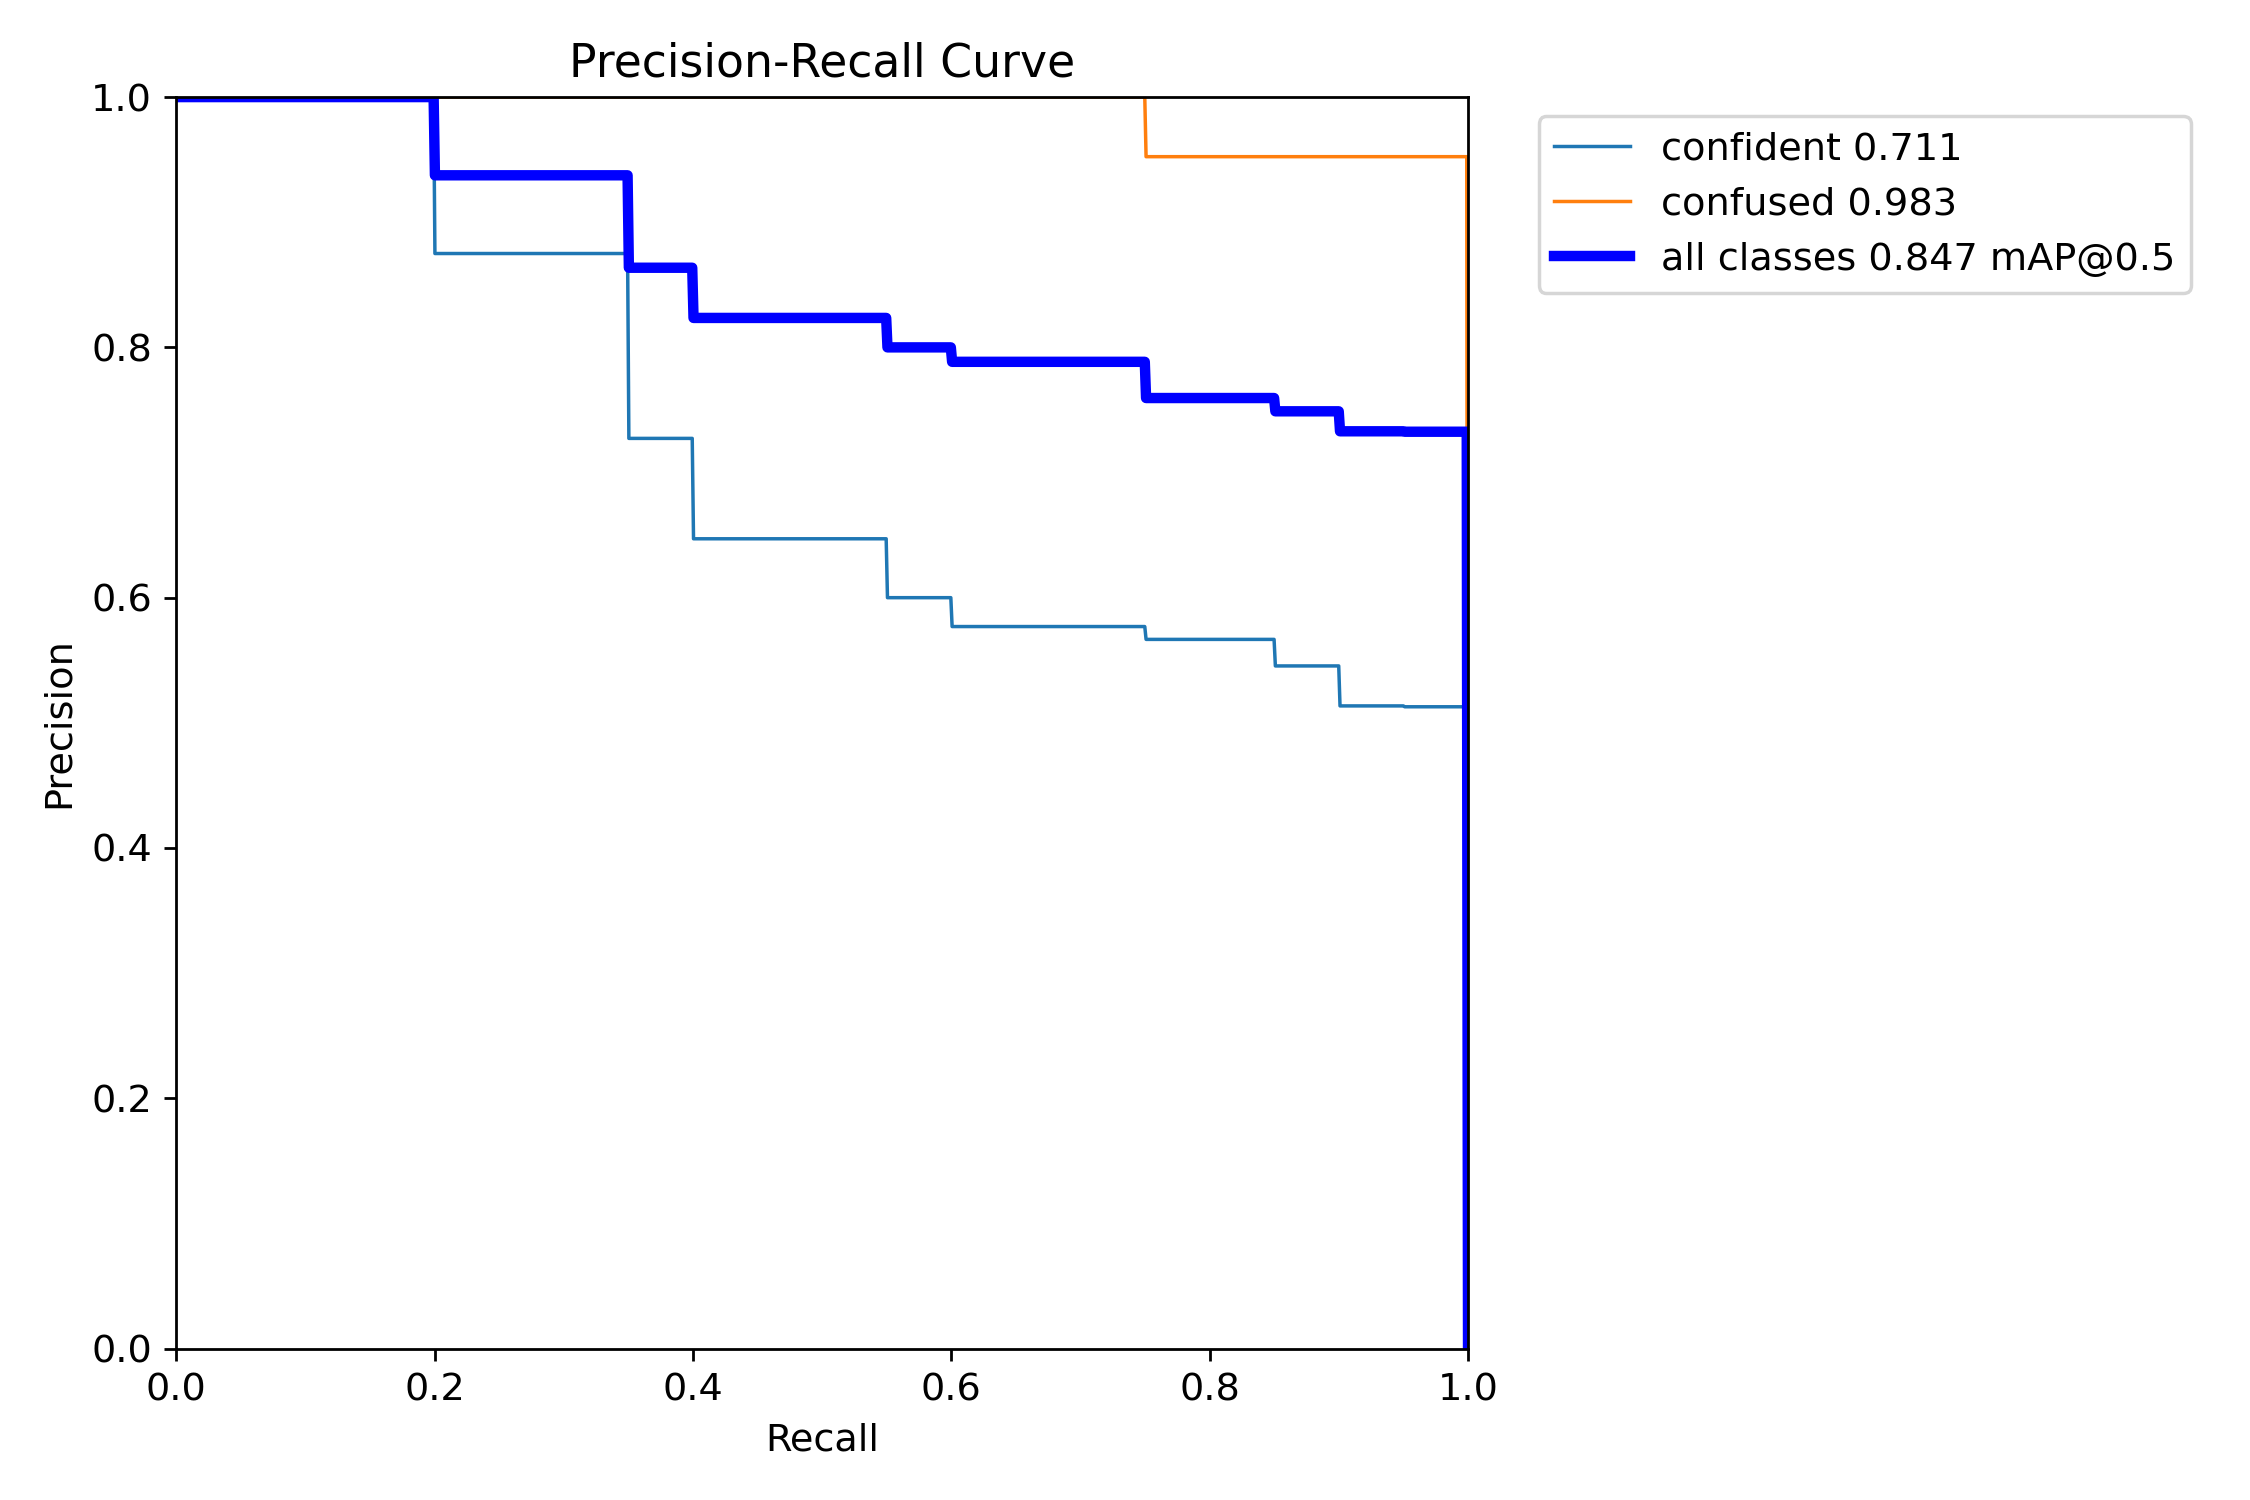 Precision-Recall Curve
1.0
0.8
0.6
0.4
0.2
0.0
Precision
0.0 0.2 0.4 0.6 0.8 1.0
Recall
confident 0.711
confused 0.983
all classes 0.847 mAP@0.5